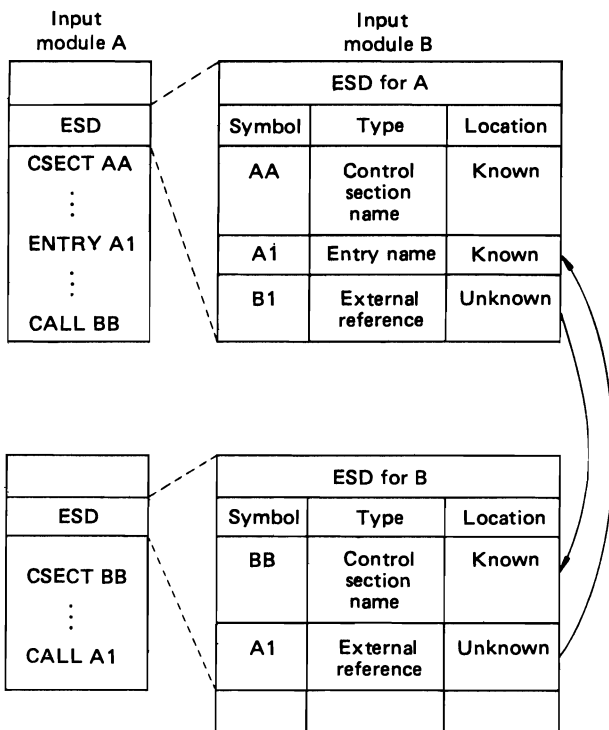 Input
module A
Input
module B
ESD
CSECT AA
⋮
ENTRY A1
⋮
CALL BB
ESD for A
Symbol Type Location
AA Control section name Known
A1 Entry name Known
B1 External reference Unknown
ESD
CSECT BB
⋮
CALL A1
ESD for B
Symbol Type Location
BB Control section name Known
A1 External reference Unknown